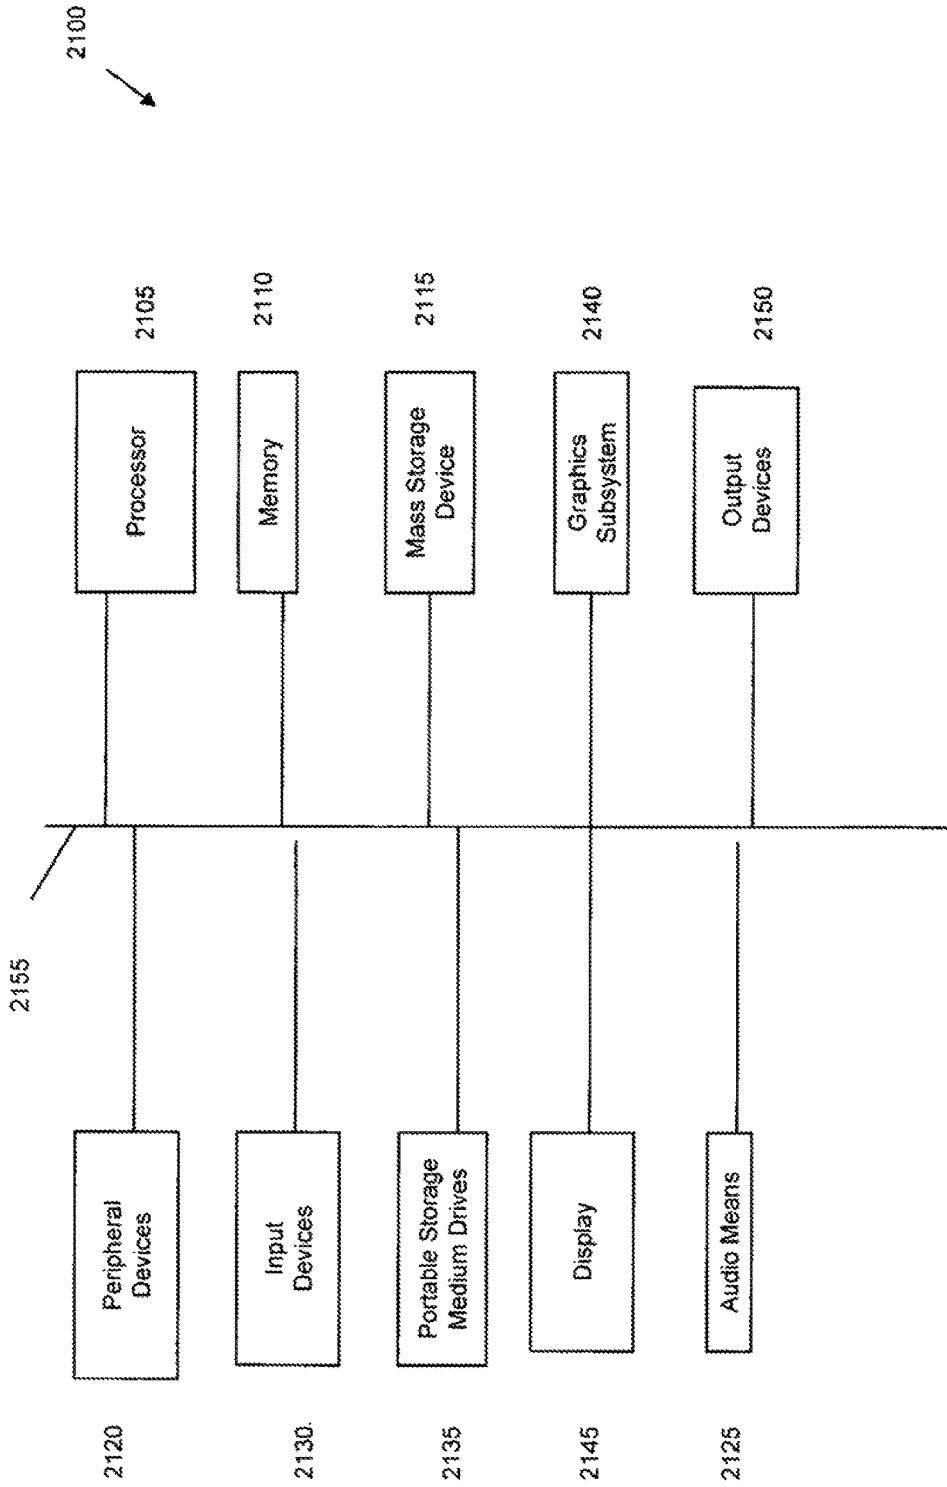 2100
2155
2120
Peripheral
Devices
Processor
2105
2130.
Input
Devices
Memory
2110
2135
Portable Storage
Medium Drives
Mass Storage
Device
2115
2145
Display
Graphics
Subsystem
2140
2125
Audio Means
Output
Devices
2150